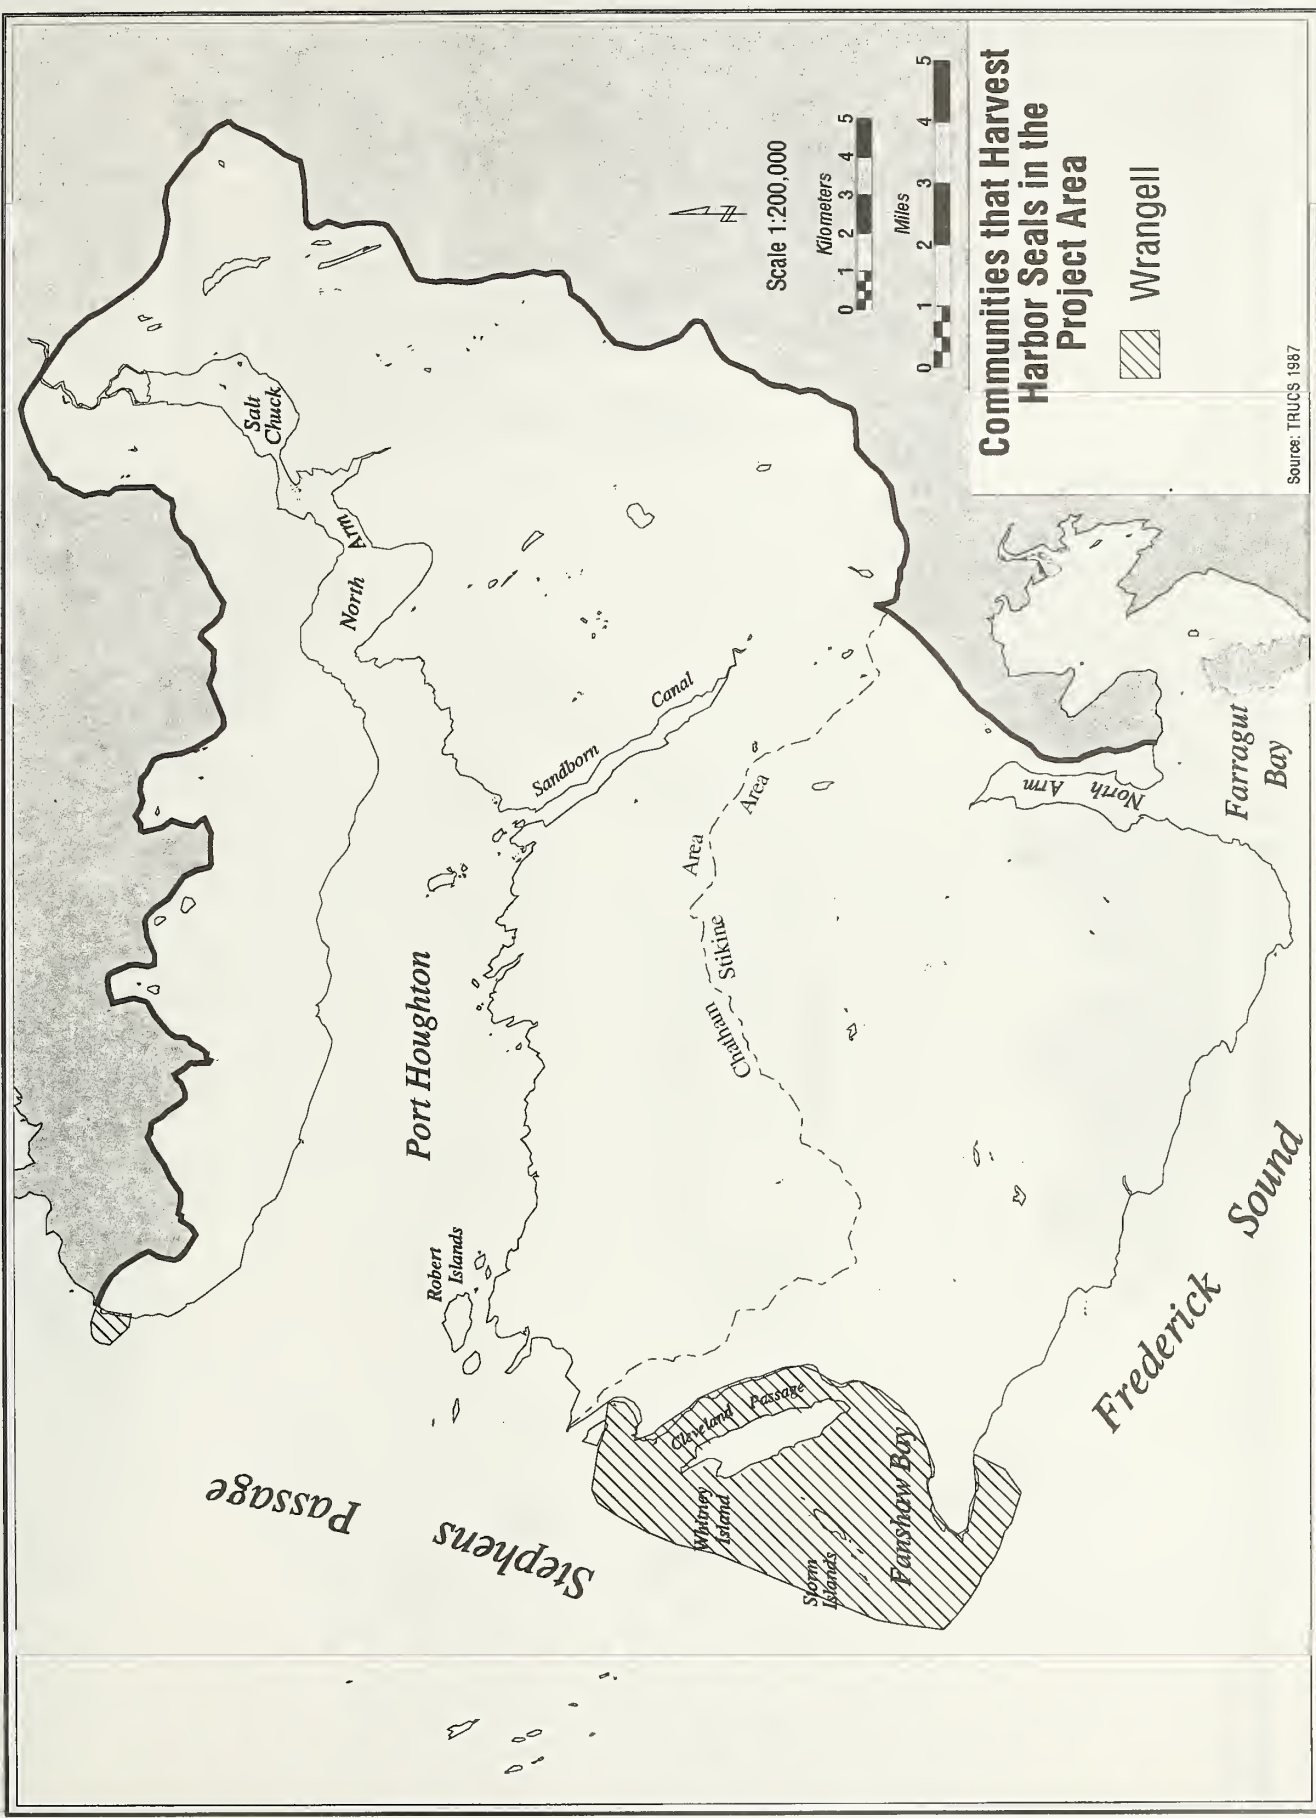 Communities that Harvest
Harbor Seals in the
Project Area
Wrangell
Source: TRUCS 1987
Scale 1:200,000
Kilometers
0 1 2 3 4 5
Miles
0 1 2 3 4 5
N
Salt
Chuck
North
Arm
Sandborn
Canal
Port Houghton
Robert
Islands
Stephens
Passage
Chatham
Area
Stikine
Area
Cleveland Passage
Whitney
Island
Storm
Islands
Fanshaw Bay
Frederick
Sound
North
Arm
Farragut
Bay